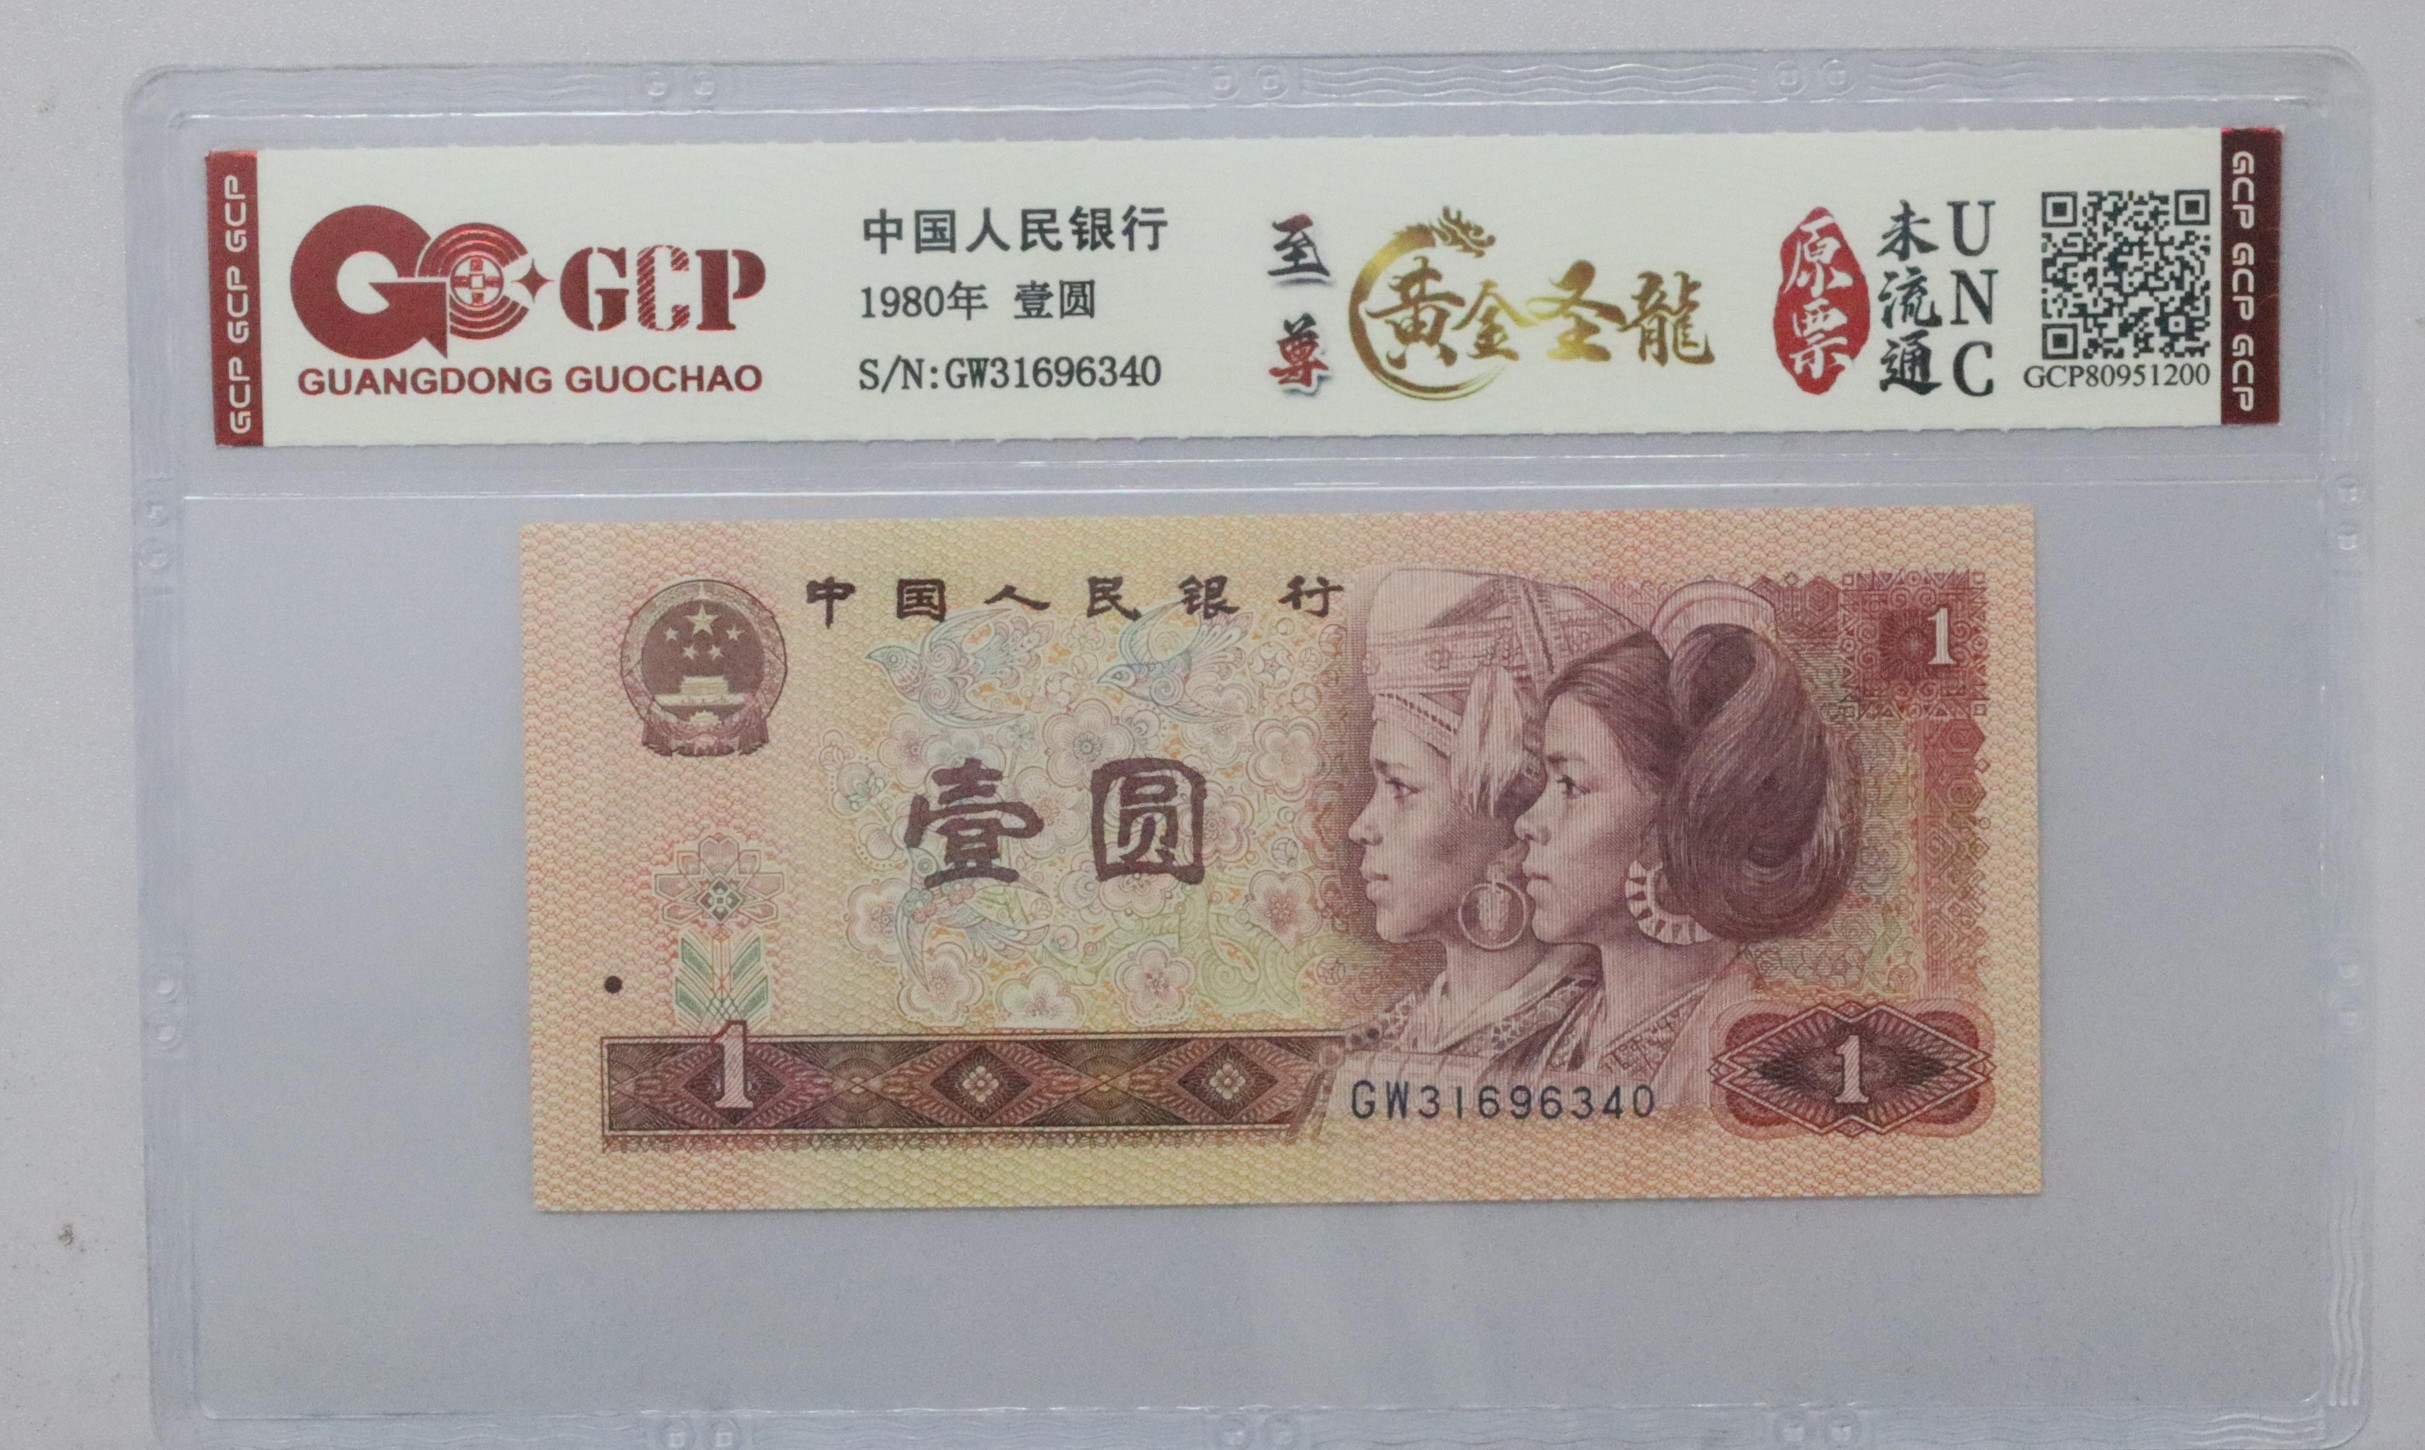 GCP GCP GCP
GCP
GUANGDONG GUOCHAO
中国人民银行
1980年 壹圆
S/N:GW31696340
至尊
黄金圣龍
原票
未流通
UNC
GCP80951200
GCP GCP GCP
中国人民银行
1
壹圆
1
GW31696340
1